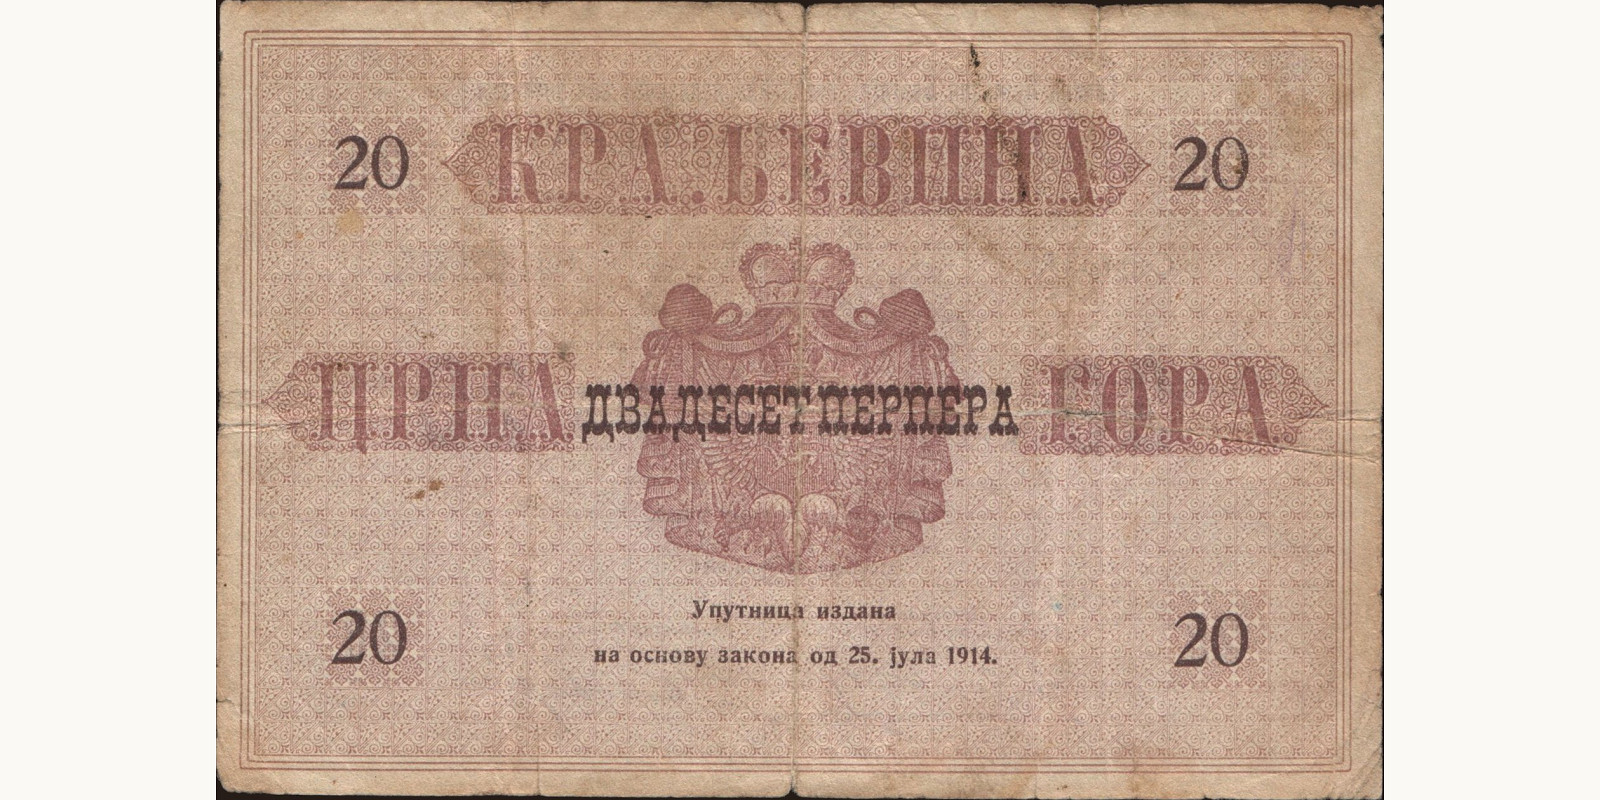 20 КРАЉЕВИНА 20
ЦРНА ДВАДЕСЕТ ПЕРПЕРА ГОРА
Упутница издана
20 на основу закона од 25. јула 1914. 20